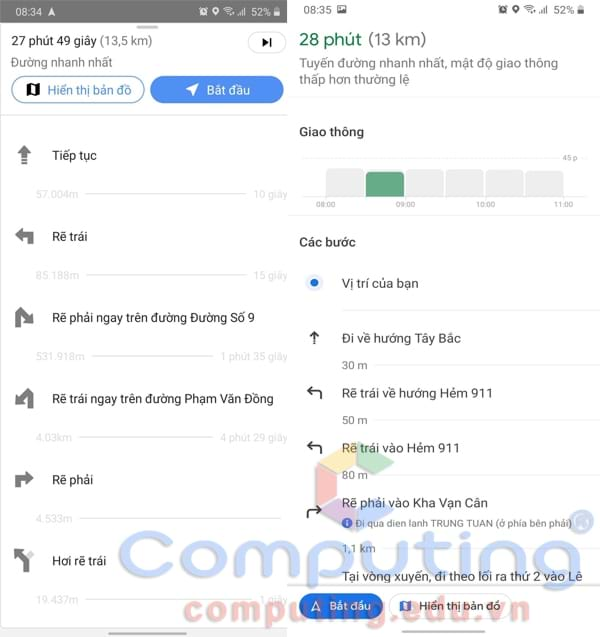 08:34
52%
27 phút 49 giây (13,5 km)
Đường nhanh nhất
Hiển thị bản đồ
Bắt đầu
Tiếp tục
57.004m
10 giây
Rẽ trái
85.188m
15 giây
Rẽ phải ngay trên đường Đường Số 9
531.918m
1 phút 35 giây
Rẽ trái ngay trên đường Phạm Văn Đồng
4.03km
4 phút 29 giây
Rẽ phải
4.533m
Hơi rẽ trái
19.437m
1 giây
08:35
52%
28 phút (13 km)
Tuyến đường nhanh nhất, mật độ giao thông
thấp hơn thường lệ
Giao thông
45 p
08:00
09:00
10:00
11:00
Các bước
Vị trí của bạn
Đi về hướng Tây Bắc
30 m
Rẽ trái về hướng Hẻm 911
50 m
Rẽ trái vào Hẻm 911
80 m
Rẽ phải vào Kha Vạn Cân
Đi qua dien lanh TRUNG TUAN (ở phía bên phải)
1,1 km
Tại vòng xuyến, đi theo lối ra thứ 2 vào Lê
Bắt đầu
Hiển thị bản đồ
Computing
computing.edu.vn